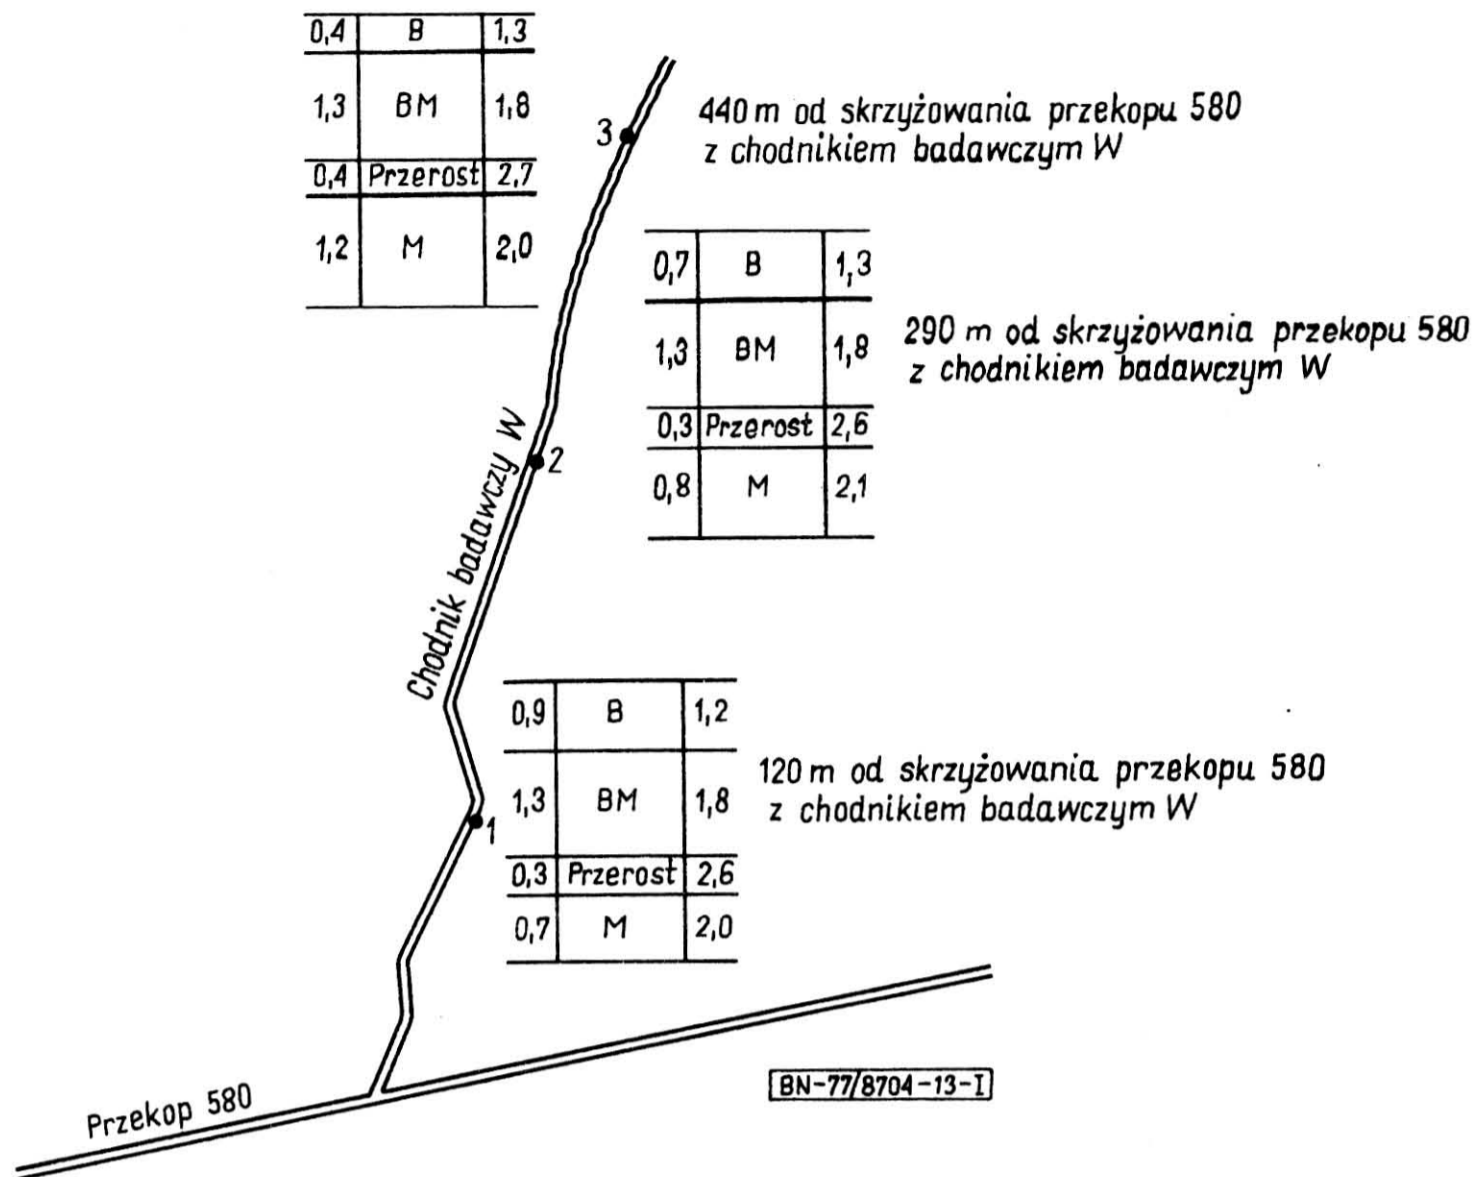 0,4 B 1,3
1,3 BM 1,8
0,4 Przerost 2,7
1,2 M 2,0
3
440 m od skrzyżowania przekopu 580
z chodnikiem badawczym W
0,7 B 1,3
1,3 BM 1,8
0,3 Przerost 2,6
0,8 M 2,1
290 m od skrzyżowania przekopu 580
z chodnikiem badawczym W
2
Chodnik badawczy W
0,9 B 1,2
1,3 BM 1,8
0,3 Przerost 2,6
0,7 M 2,0
120 m od skrzyżowania przekopu 580
z chodnikiem badawczym W
1
Przekop 580
BN-77/8704-13-I